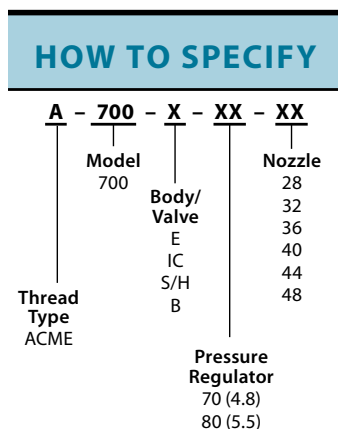 HOW TO SPECIFY
A – 700 – X – XX – XX
Model
700
Nozzle
28
32
36
40
44
48
Body/
Valve
E
IC
S/H
B
Thread
Type
ACME
Pressure
Regulator
70 (4.8)
80 (5.5)